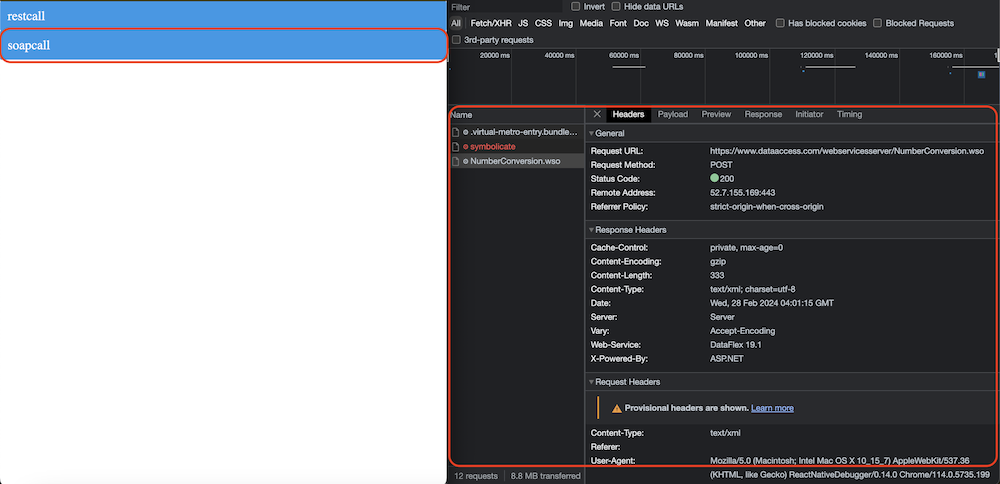 restcall
soapcall
Filter
Invert
Hide data URLs
All Fetch/XHR JS CSS Img Media Font Doc WS Wasm Manifest Other
Has blocked cookies
Blocked Requests
3rd-party requests
20000 ms 40000 ms 60000 ms 80000 ms 100000 ms 120000 ms 140000 ms 160000 ms
Name
.virtual-metro-entry.bundle...
symbolicate
NumberConversion.wso
Headers Payload Preview Response Initiator Timing
General
Request URL: https://www.dataaccess.com/webservicesserver/NumberConversion.wso
Request Method: POST
Status Code: 200
Remote Address: 52.7.155.169:443
Referrer Policy: strict-origin-when-cross-origin
Response Headers
Cache-Control: private, max-age=0
Content-Encoding: gzip
Content-Length: 333
Content-Type: text/xml; charset=utf-8
Date: Wed, 28 Feb 2024 04:01:15 GMT
Server: Server
Vary: Accept-Encoding
Web-Service: DataFlex 19.1
X-Powered-By: ASP.NET
Request Headers
Provisional headers are shown. Learn more
Content-Type: text/xml
Referer:
User-Agent: Mozilla/5.0 (Macintosh; Intel Mac OS X 10_15_7) AppleWebKit/537.36
(KHTML, like Gecko) ReactNativeDebugger/0.14.0 Chrome/114.0.5735.199
12 requests 8.8 MB transferred